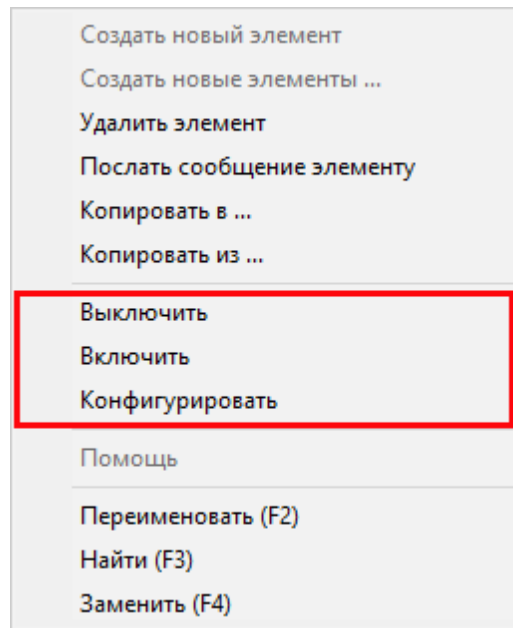 Создать новый элемент
Создать новые элементы ...
Удалить элемент
Послать сообщение элементу
Копировать в ...
Копировать из ...
Выключить
Включить
Конфигурировать
Помощь
Переименовать (F2)
Найти (F3)
Заменить (F4)